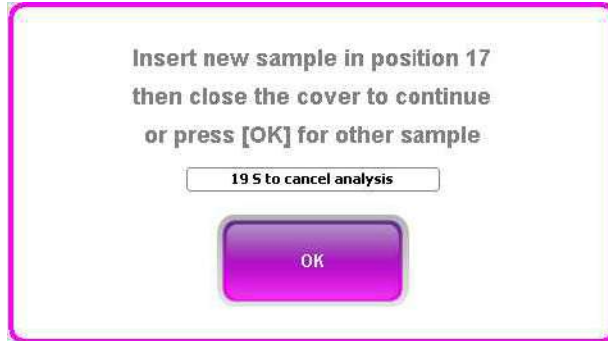 Insert new sample in position 17
then close the cover to continue
or press [OK] for other sample
19 S to cancel analysis
OK